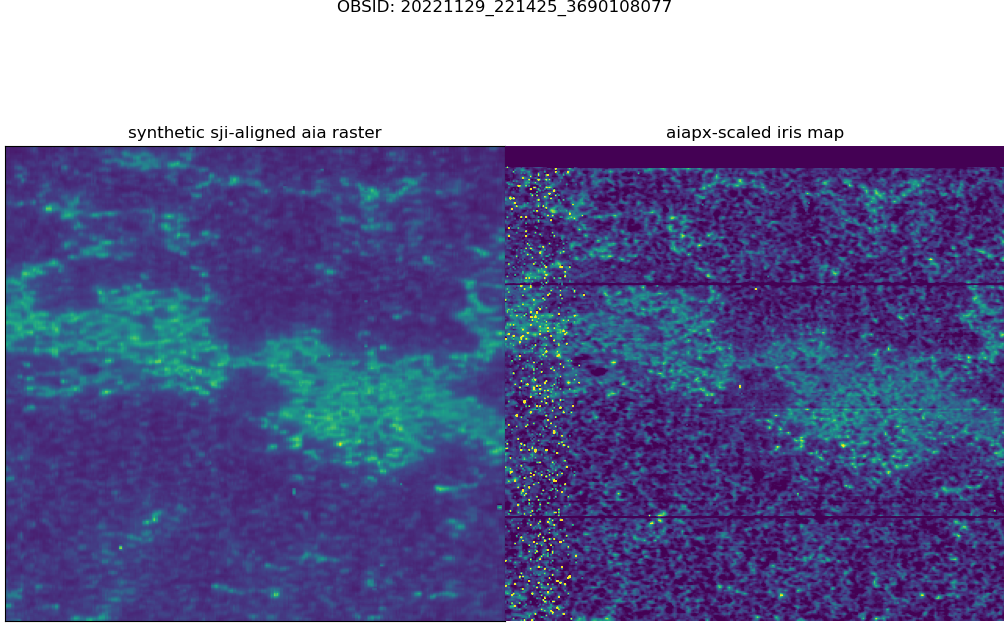 OBSID: 20221129_221425_3690108077
synthetic sji-aligned aia raster
aiapx-scaled iris map